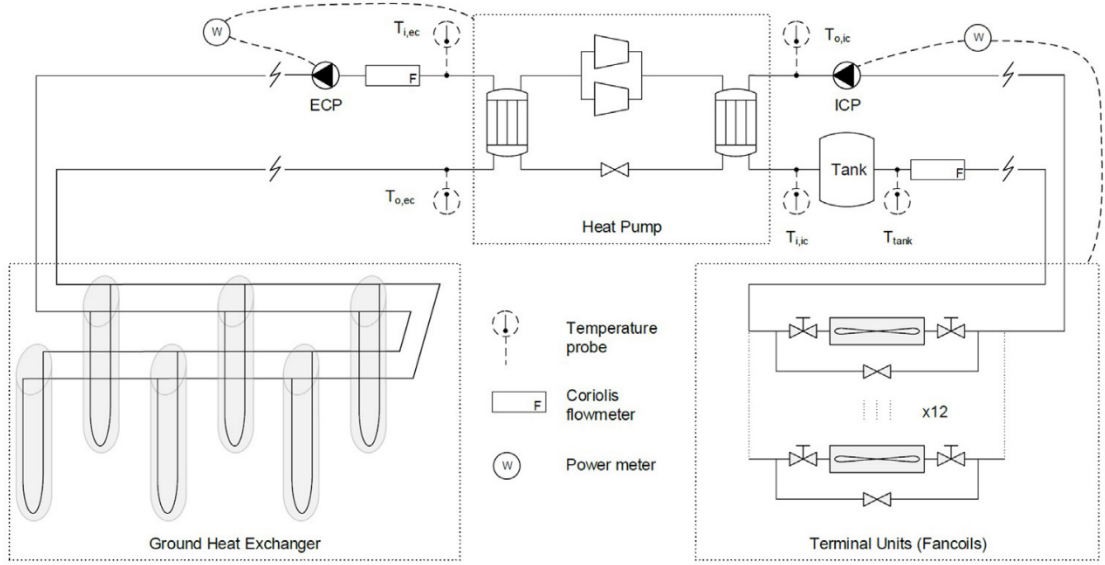 W
T_i,ec
F
ECP
T_o,ic
ICP
W
T_o,ec
Heat Pump
Tank
F
T_i,ic
T_tank
Temperature
probe
F
Coriolis
flowmeter
W
Power meter
x12
Ground Heat Exchanger
Terminal Units (Fancoils)